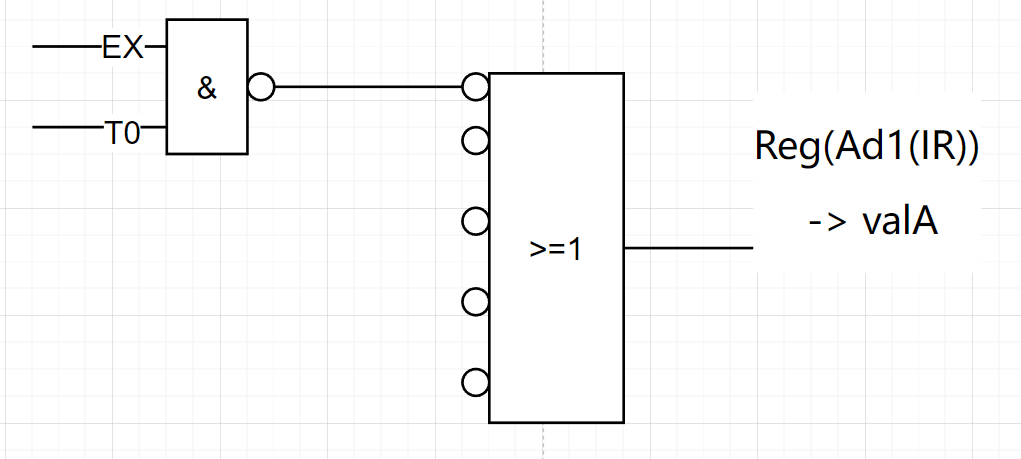 EX
&
T0
>=1
Reg(Ad1(IR))
-> valA